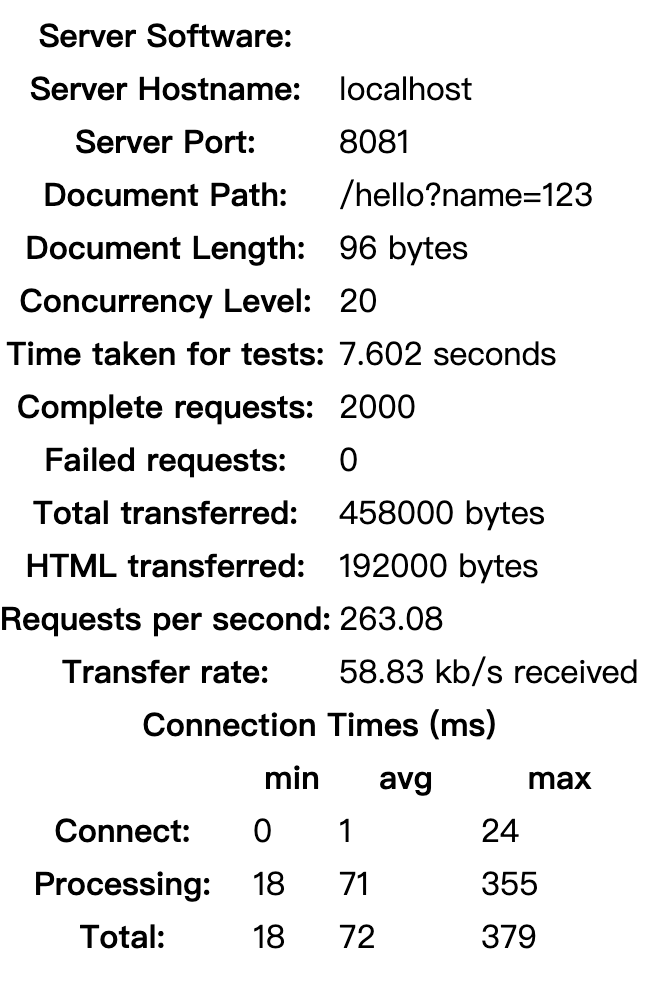 Server Software:
Server Hostname: localhost
Server Port: 8081
Document Path: /hello?name=123
Document Length: 96 bytes
Concurrency Level: 20
Time taken for tests: 7.602 seconds
Complete requests: 2000
Failed requests: 0
Total transferred: 458000 bytes
HTML transferred: 192000 bytes
Requests per second: 263.08
Transfer rate: 58.83 kb/s received
Connection Times (ms)
min avg max
Connect: 0 1 24
Processing: 18 71 355
Total: 18 72 379